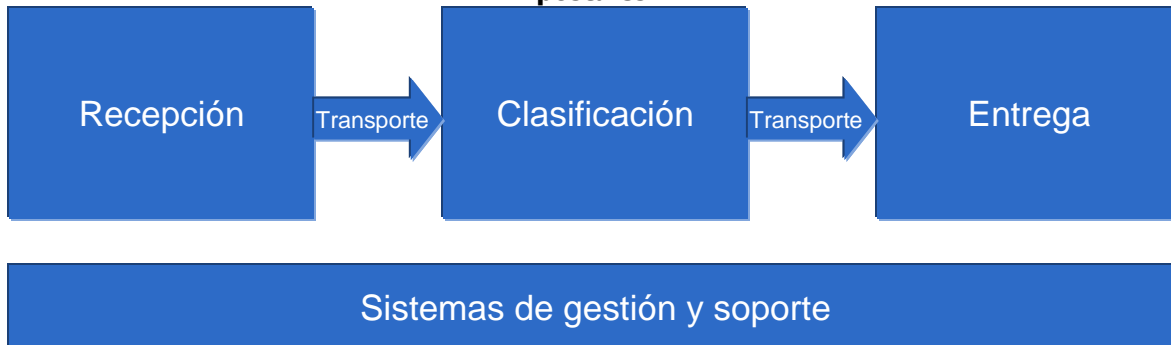 Recepción
Transporte
Clasificación
Transporte
Entrega
Sistemas de gestión y soporte